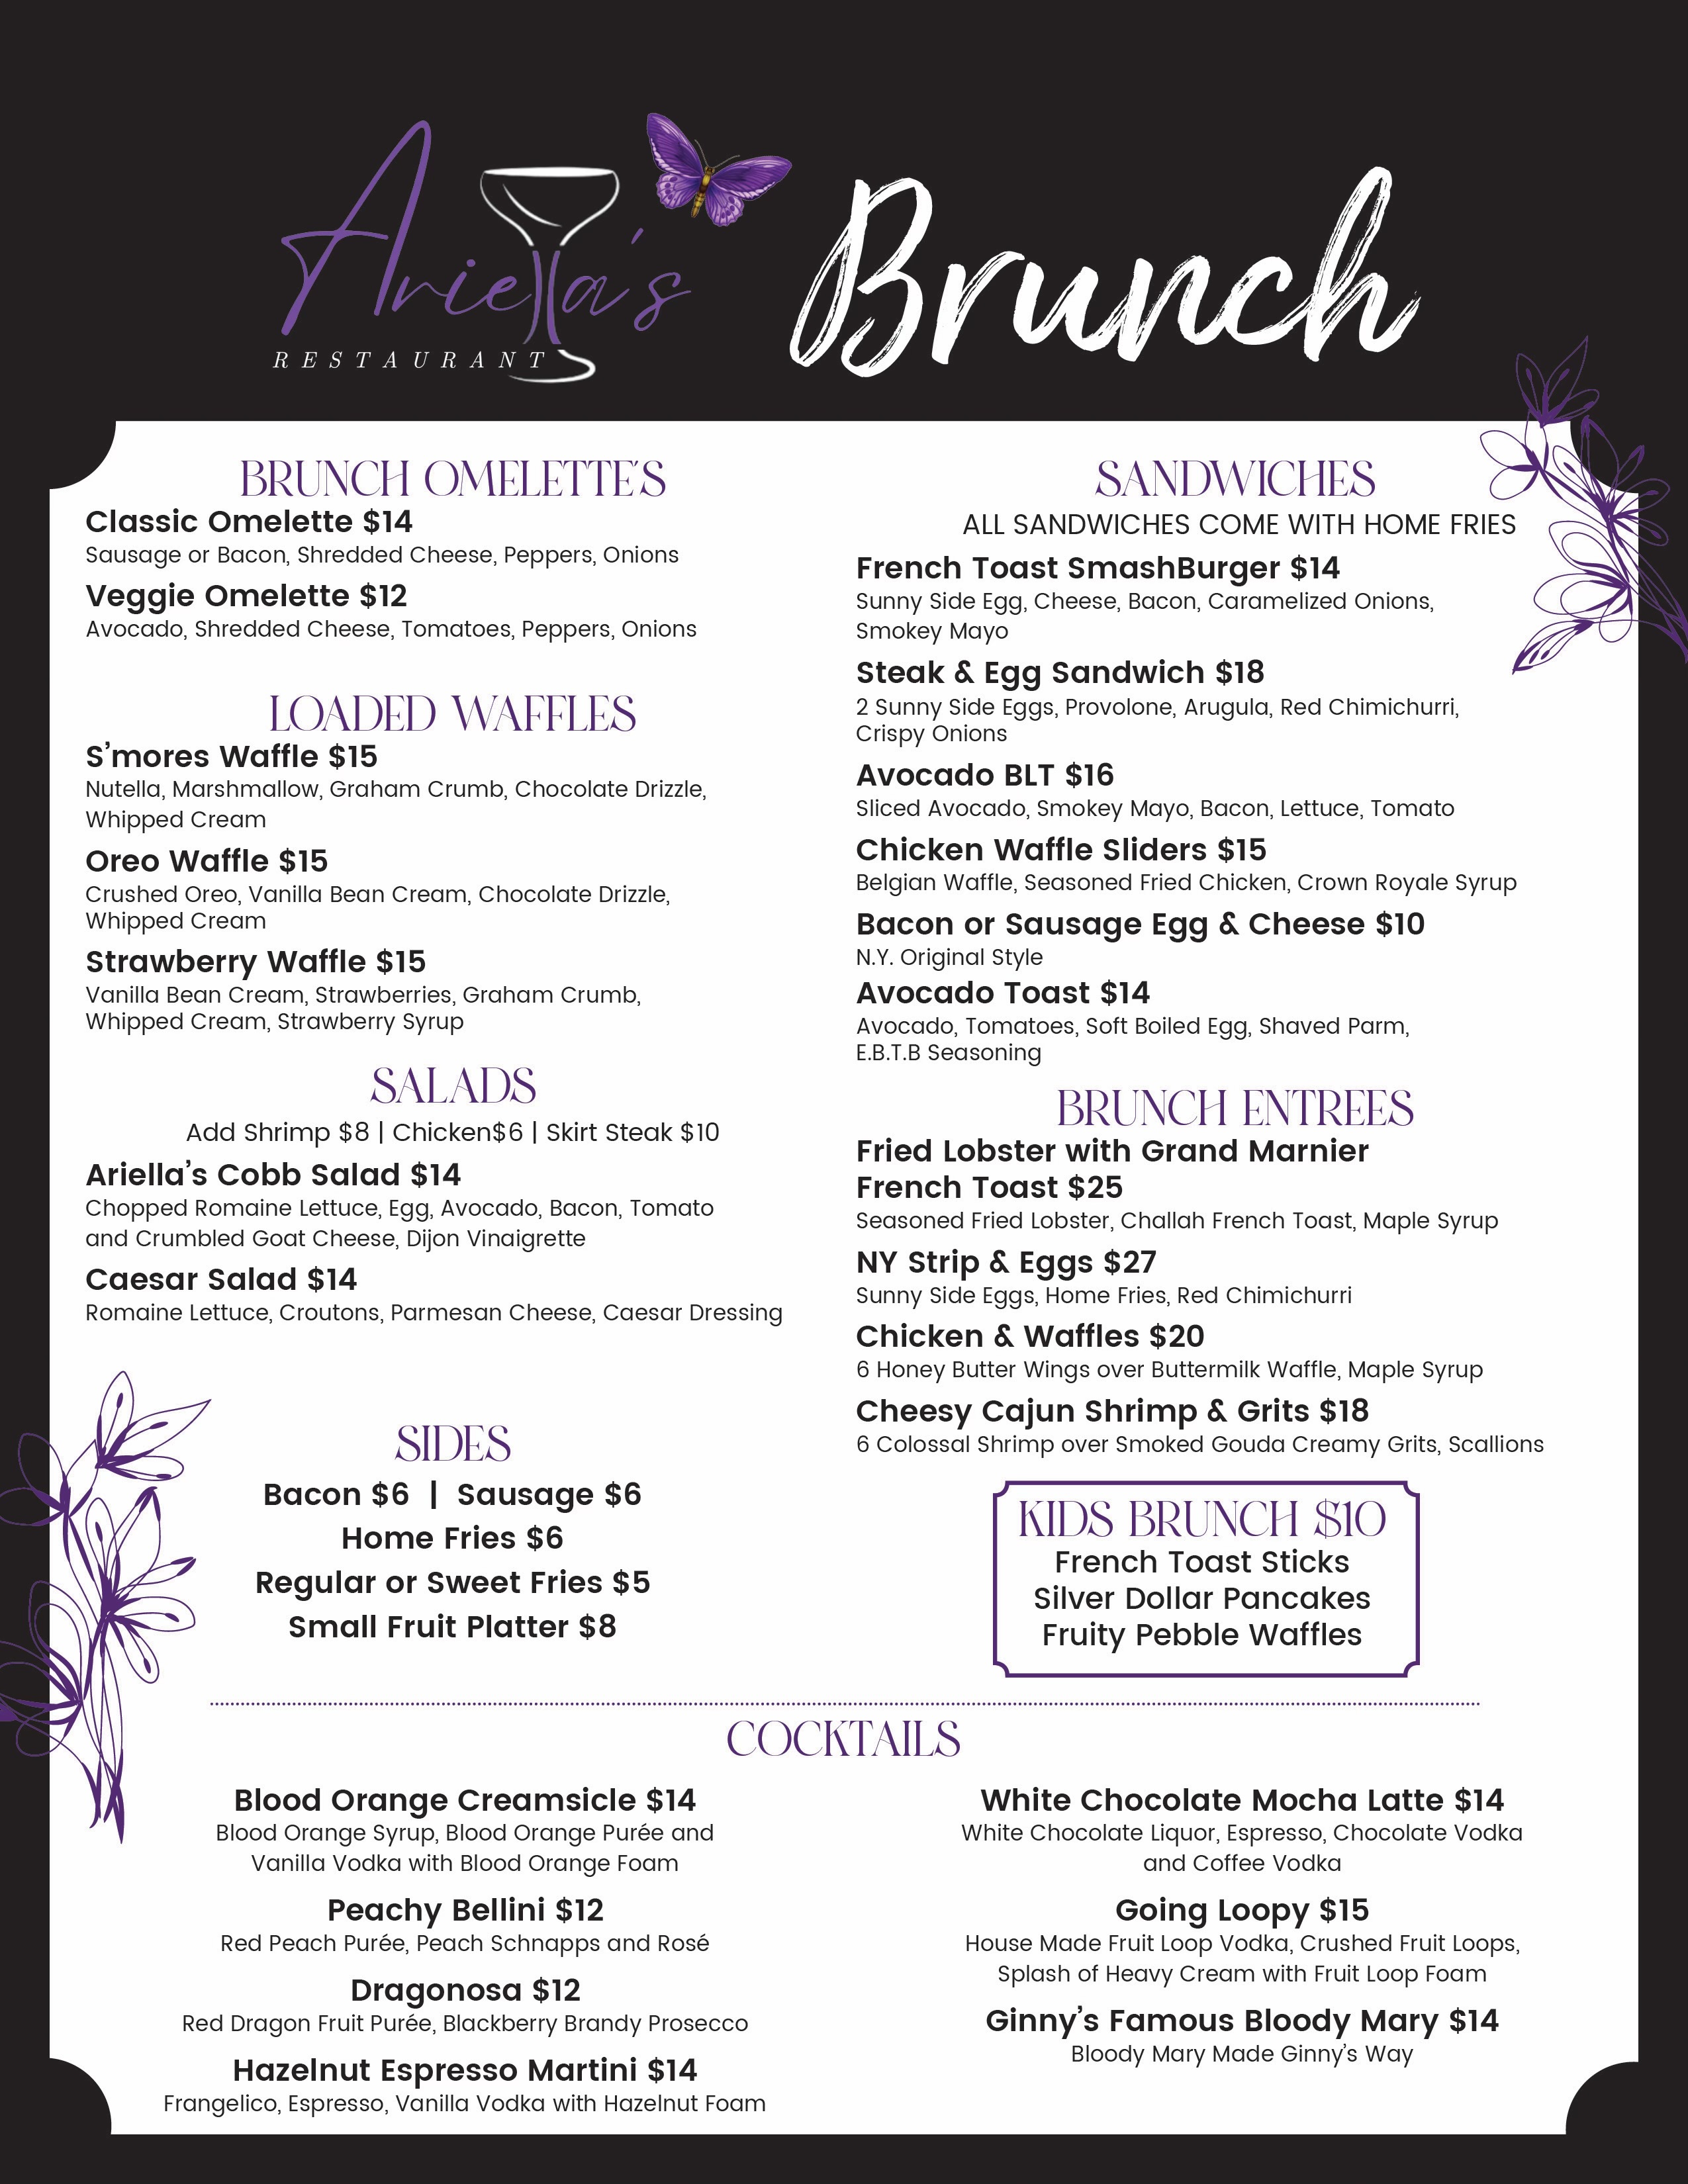 Ariella's
RESTAURANT
Brunch
BRUNCH OMELETTE'S
Classic Omelette $14
Sausage or Bacon, Shredded Cheese, Peppers, Onions
Veggie Omelette $12
Avocado, Shredded Cheese, Tomatoes, Peppers, Onions
LOADED WAFFLES
S'mores Waffle $15
Nutella, Marshmallow, Graham Crumb, Chocolate Drizzle,
Whipped Cream
Oreo Waffle $15
Crushed Oreo, Vanilla Bean Cream, Chocolate Drizzle,
Whipped Cream
Strawberry Waffle $15
Vanilla Bean Cream, Strawberries, Graham Crumb,
Whipped Cream, Strawberry Syrup
SALADS
Add Shrimp $8 | Chicken$6 | Skirt Steak $10
Ariella's Cobb Salad $14
Chopped Romaine Lettuce, Egg, Avocado, Bacon, Tomato
and Crumbled Goat Cheese, Dijon Vinaigrette
Caesar Salad $14
Romaine Lettuce, Croutons, Parmesan Cheese, Caesar Dressing
SIDES
Bacon $6 | Sausage $6
Home Fries $6
Regular or Sweet Fries $5
Small Fruit Platter $8
SANDWICHES
ALL SANDWICHES COME WITH HOME FRIES
French Toast SmashBurger $14
Sunny Side Egg, Cheese, Bacon, Caramelized Onions,
Smokey Mayo
Steak & Egg Sandwich $18
2 Sunny Side Eggs, Provolone, Arugula, Red Chimichurri,
Crispy Onions
Avocado BLT $16
Sliced Avocado, Smokey Mayo, Bacon, Lettuce, Tomato
Chicken Waffle Sliders $15
Belgian Waffle, Seasoned Fried Chicken, Crown Royale Syrup
Bacon or Sausage Egg & Cheese $10
N.Y. Original Style
Avocado Toast $14
Avocado, Tomatoes, Soft Boiled Egg, Shaved Parm,
E.B.T.B Seasoning
BRUNCH ENTREES
Fried Lobster with Grand Marnier
French Toast $25
Seasoned Fried Lobster, Challah French Toast, Maple Syrup
NY Strip & Eggs $27
Sunny Side Eggs, Home Fries, Red Chimichurri
Chicken & Waffles $20
6 Honey Butter Wings over Buttermilk Waffle, Maple Syrup
Cheesy Cajun Shrimp & Grits $18
6 Colossal Shrimp over Smoked Gouda Creamy Grits, Scallions
KIDS BRUNCH $10
French Toast Sticks
Silver Dollar Pancakes
Fruity Pebble Waffles
COCKTAILS
Blood Orange Creamsicle $14
Blood Orange Syrup, Blood Orange Purée and
Vanilla Vodka with Blood Orange Foam
Peachy Bellini $12
Red Peach Purée, Peach Schnapps and Rosé
Dragonosa $12
Red Dragon Fruit Purée, Blackberry Brandy Prosecco
Hazelnut Espresso Martini $14
Frangelico, Espresso, Vanilla Vodka with Hazelnut Foam
White Chocolate Mocha Latte $14
White Chocolate Liquor, Espresso, Chocolate Vodka
and Coffee Vodka
Going Loopy $15
House Made Fruit Loop Vodka, Crushed Fruit Loops,
Splash of Heavy Cream with Fruit Loop Foam
Ginny's Famous Bloody Mary $14
Bloody Mary Made Ginny's Way